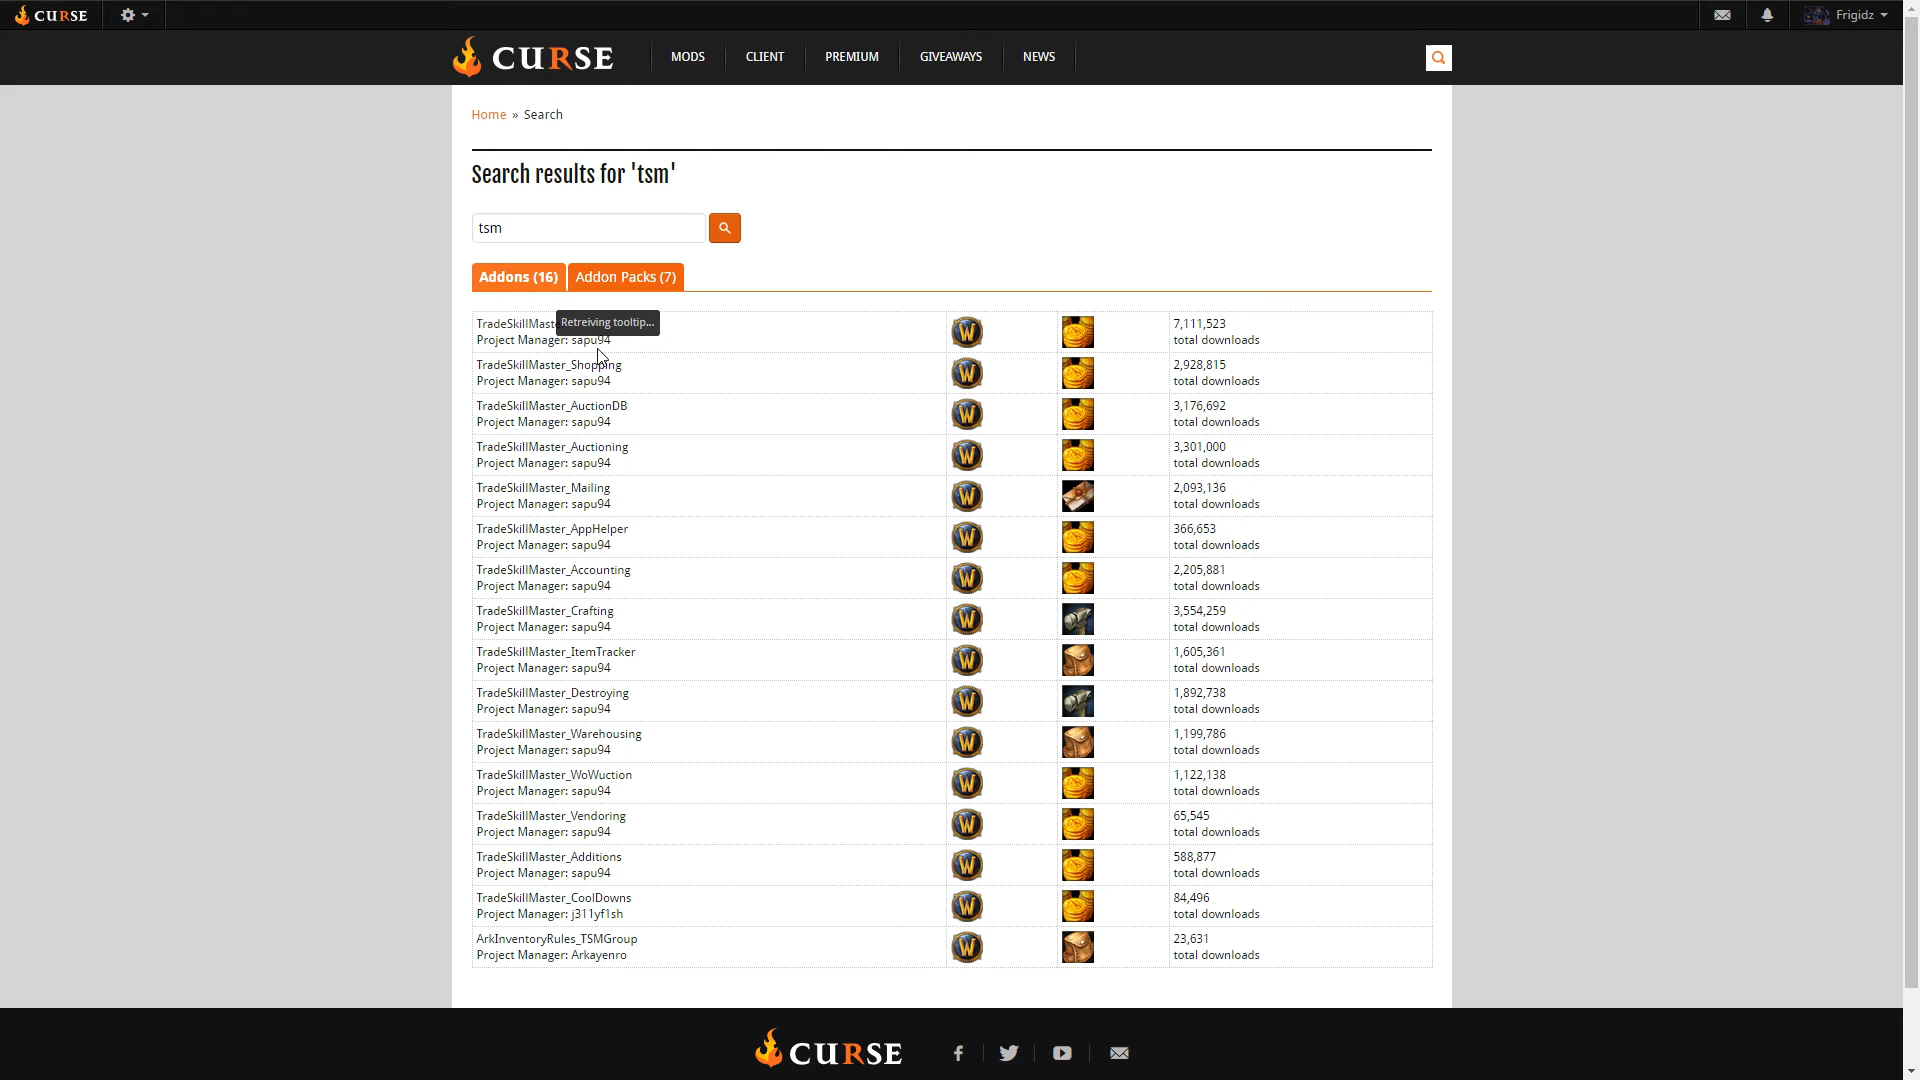 CURSE
Frigidz
CURSE
MODS
CLIENT
PREMIUM
GIVEAWAYS
NEWS
Home » Search
Search results for 'tsm'
tsm
Addons (16)
Addon Packs (7)
Retreiving tooltip...
Project Manager: sapu94
7,111,523
total downloads
TradeSkillMaster_Shopping
Project Manager: sapu94
2,928,815
total downloads
TradeSkillMaster_AuctionDB
Project Manager: sapu94
3,176,692
total downloads
TradeSkillMaster_Auctioning
Project Manager: sapu94
3,301,000
total downloads
TradeSkillMaster_Mailing
Project Manager: sapu94
2,093,136
total downloads
TradeSkillMaster_AppHelper
Project Manager: sapu94
366,653
total downloads
TradeSkillMaster_Accounting
Project Manager: sapu94
2,205,881
total downloads
TradeSkillMaster_Crafting
Project Manager: sapu94
3,554,259
total downloads
TradeSkillMaster_ItemTracker
Project Manager: sapu94
1,605,361
total downloads
TradeSkillMaster_Destroying
Project Manager: sapu94
1,892,738
total downloads
TradeSkillMaster_Warehousing
Project Manager: sapu94
1,199,786
total downloads
TradeSkillMaster_WoWuction
Project Manager: sapu94
1,122,138
total downloads
TradeSkillMaster_Vendoring
Project Manager: sapu94
65,545
total downloads
TradeSkillMaster_Additions
Project Manager: sapu94
588,877
total downloads
TradeSkillMaster_CoolDowns
Project Manager: j311yf1sh
84,496
total downloads
ArkInventoryRules_TSMGroup
Project Manager: Arkayenro
23,631
total downloads
CURSE